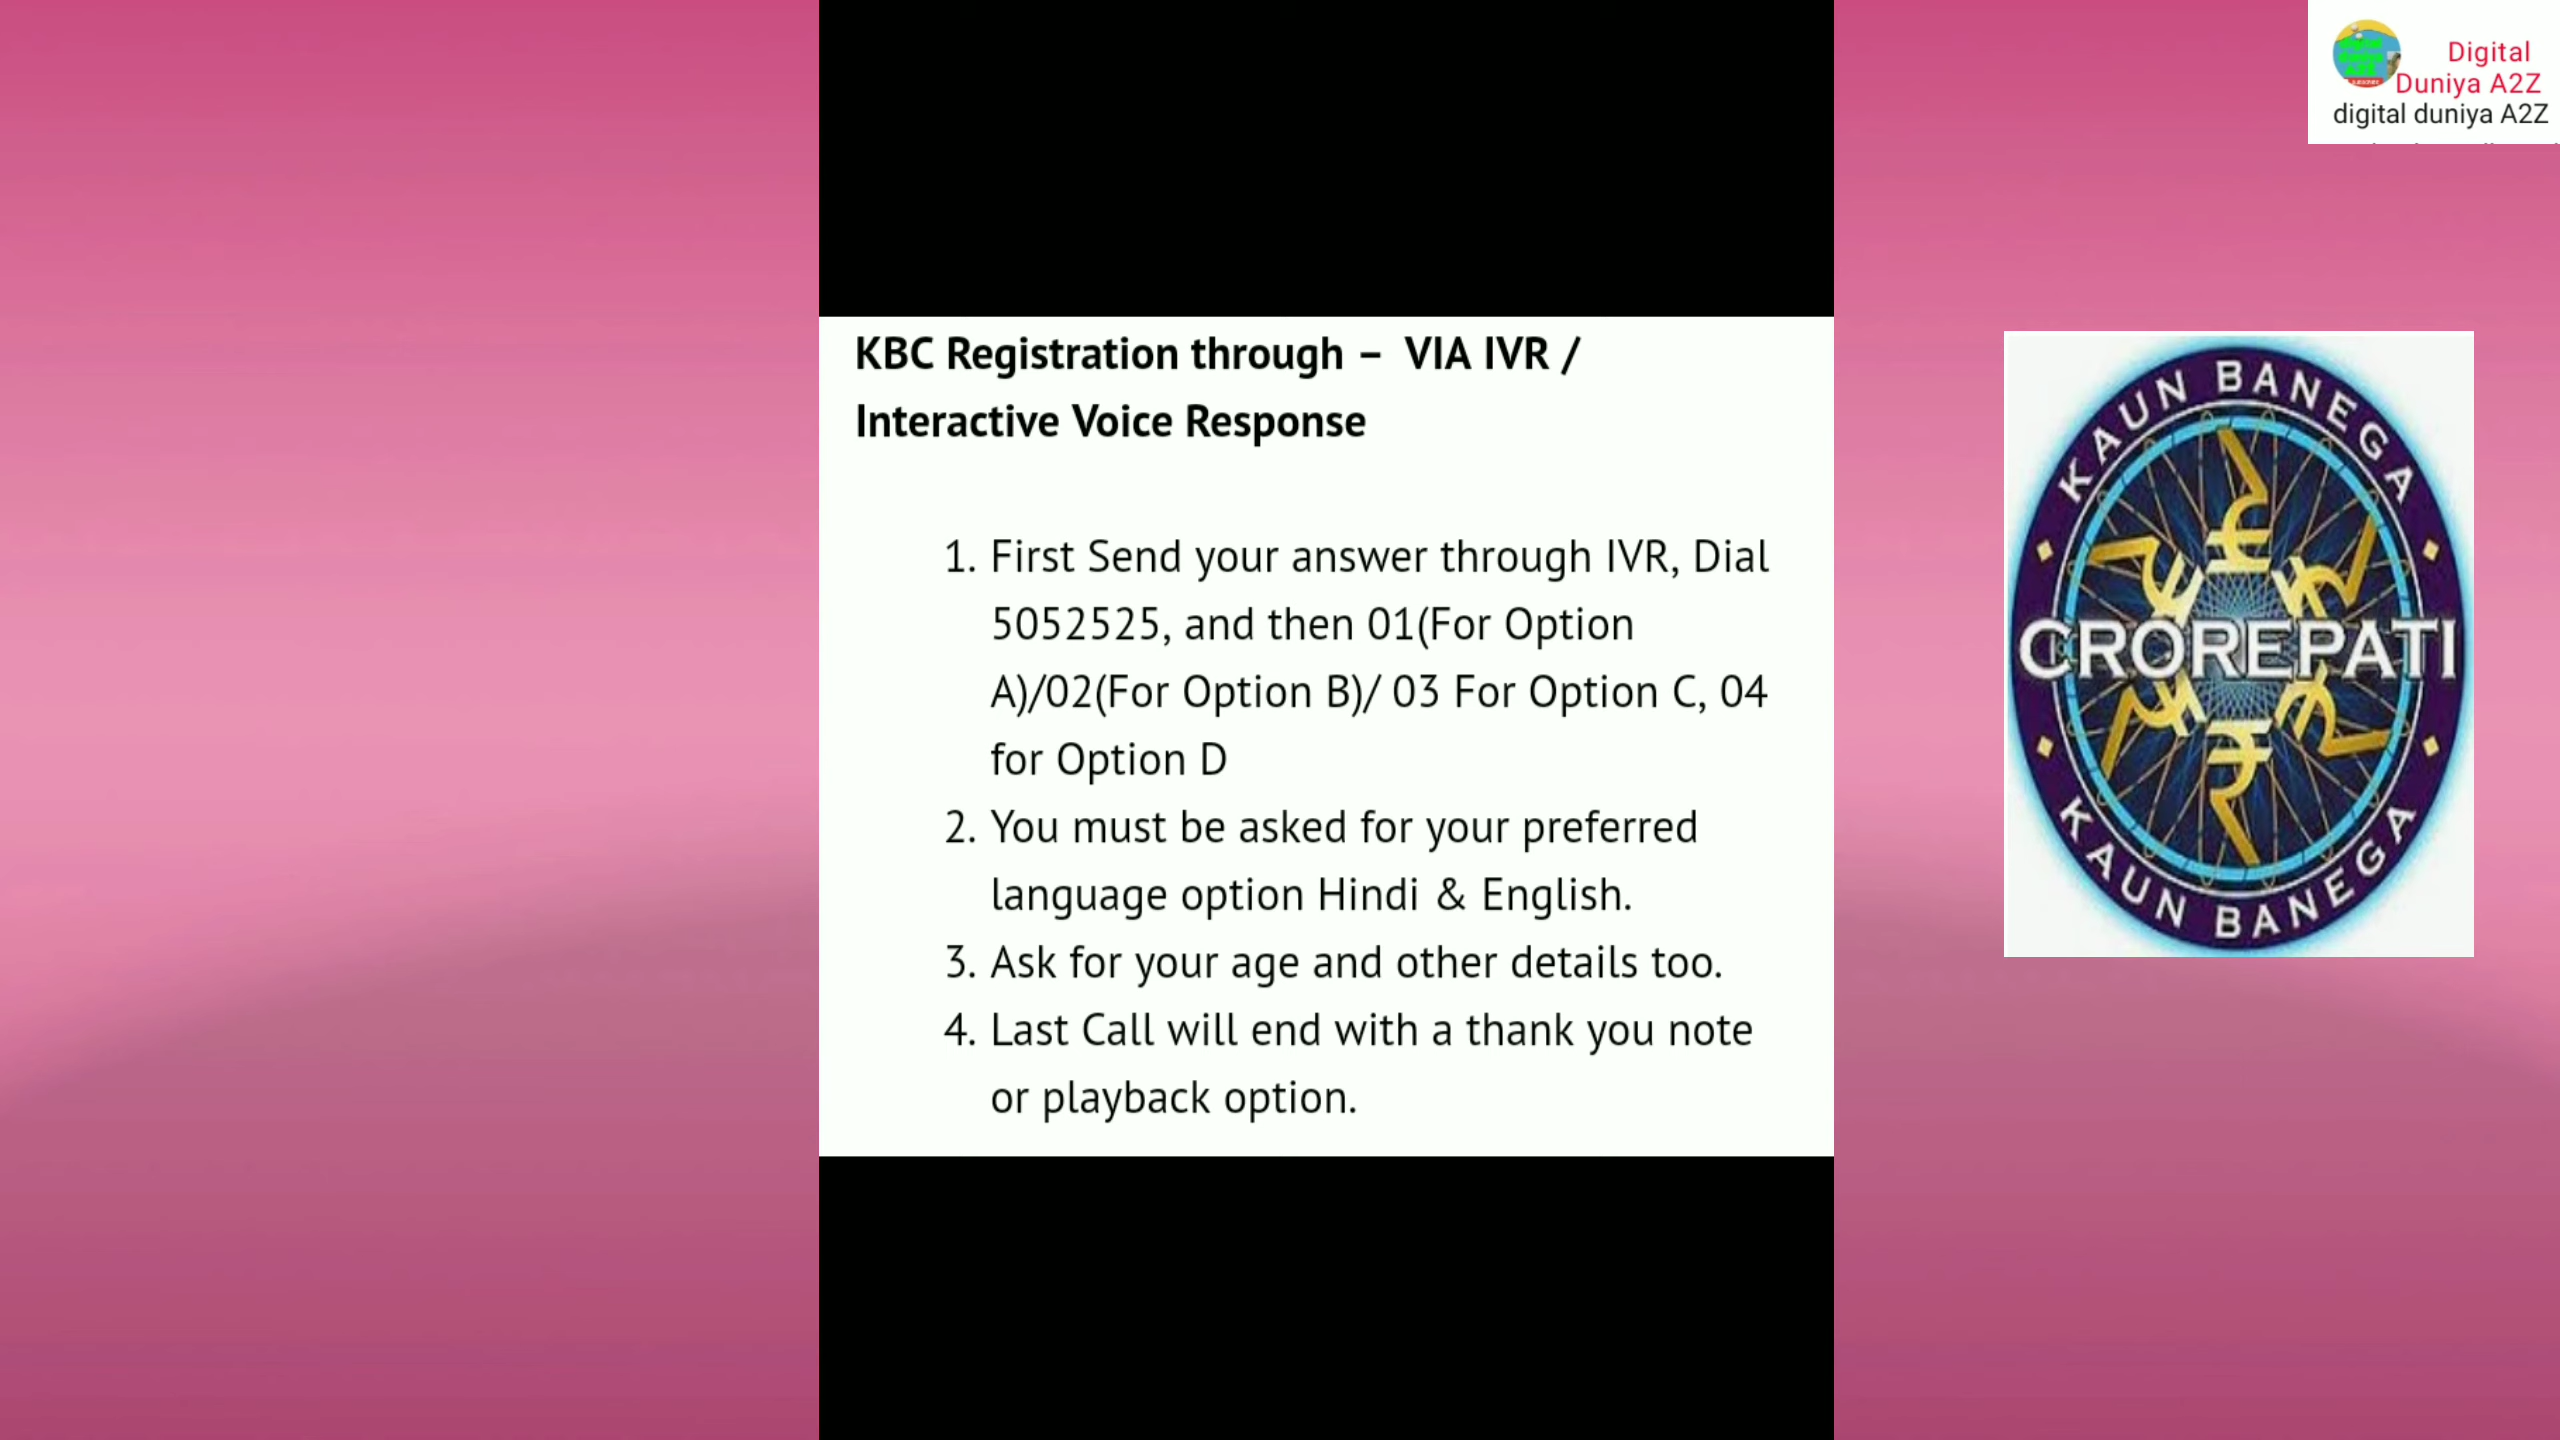 Digital
Duniya A2Z
digital duniya A2Z
KBC Registration through – VIA IVR /
Interactive Voice Response
1. First Send your answer through IVR, Dial
5052525, and then 01(For Option
A)/02(For Option B)/ 03 For Option C, 04
for Option D
2. You must be asked for your preferred
language option Hindi & English.
3. Ask for your age and other details too.
4. Last Call will end with a thank you note
or playback option.
KAUN BANEGA
CROREPATI
KAUN BANEGA